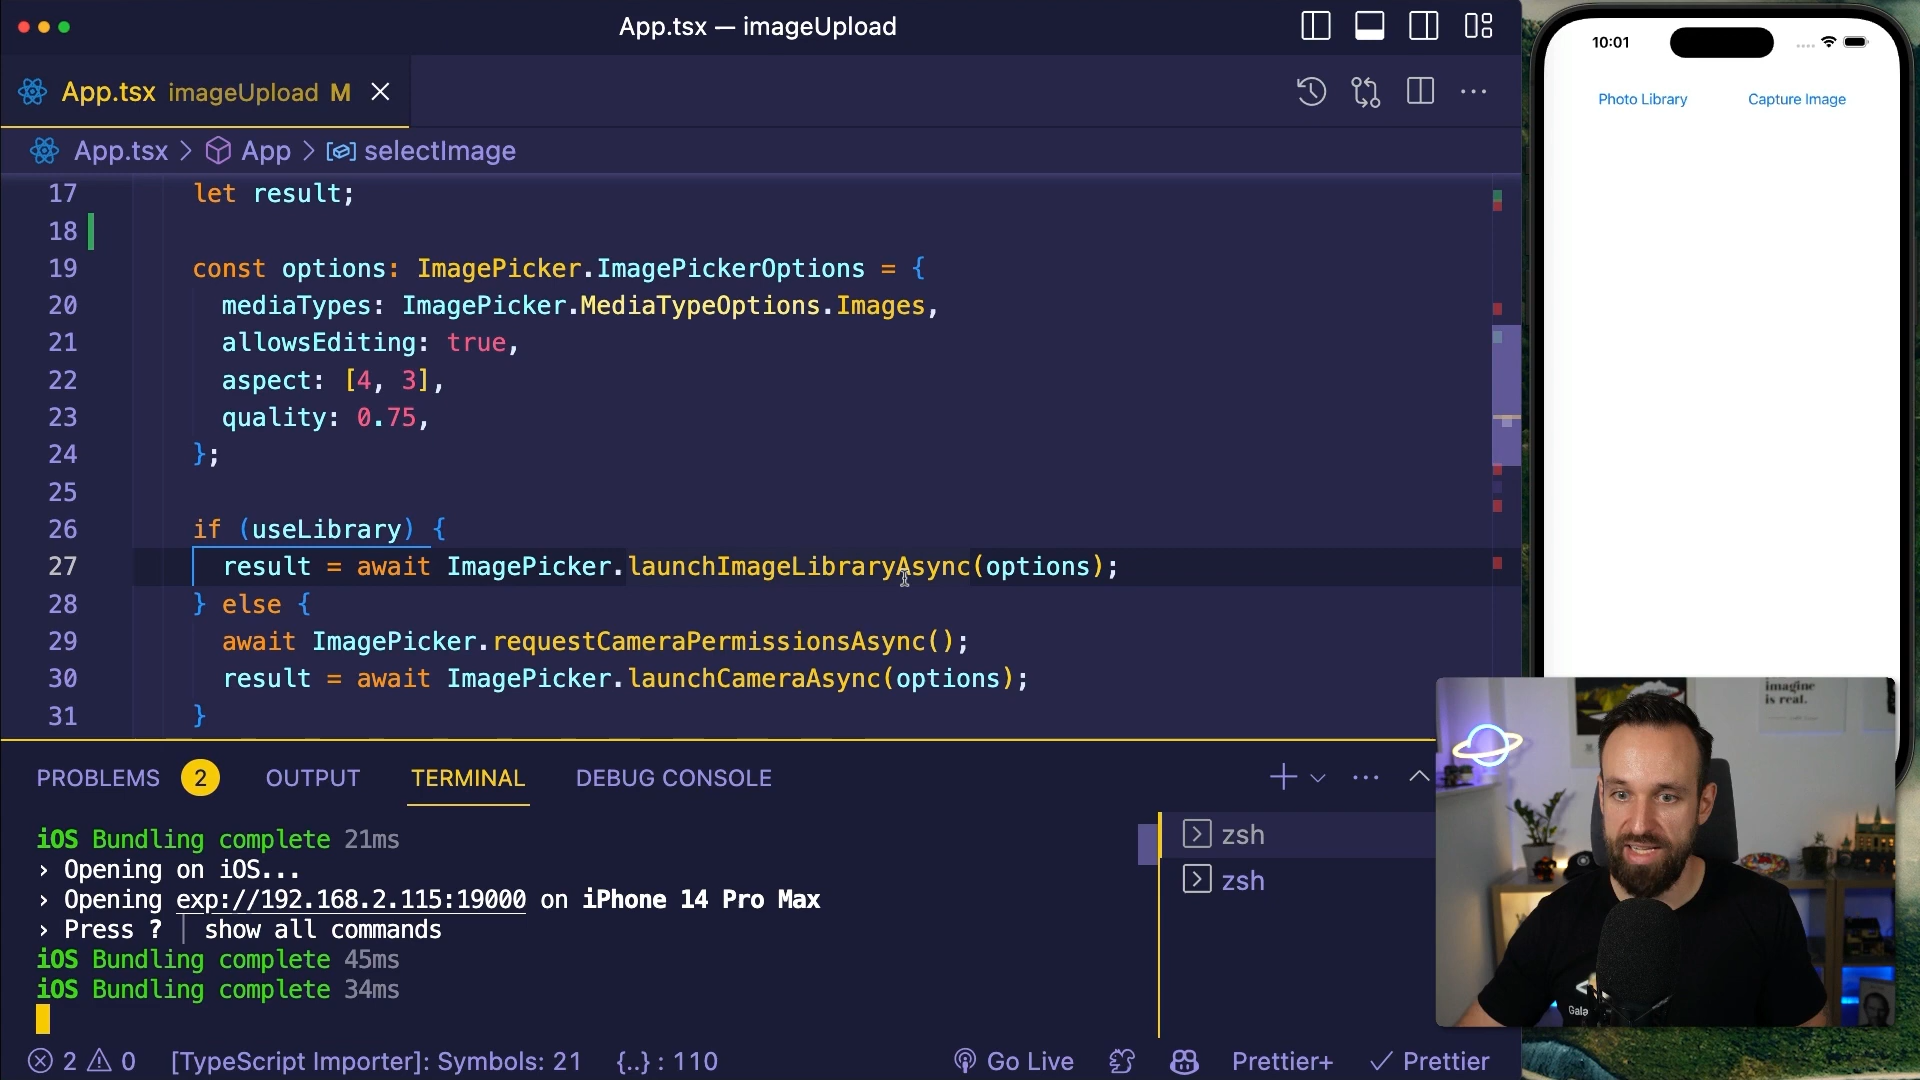 App.tsx — imageUpload
App.tsx imageUpload M
App.tsx > App > selectImage
17 let result;
18
19 const options: ImagePicker.ImagePickerOptions = {
20 mediaTypes: ImagePicker.MediaTypeOptions.Images,
21 allowsEditing: true,
22 aspect: [4, 3],
23 quality: 0.75,
24 };
25
26 if (useLibrary) {
27 result = await ImagePicker.launchImageLibraryAsync(options);
28 } else {
29 await ImagePicker.requestCameraPermissionsAsync();
30 result = await ImagePicker.launchCameraAsync(options);
31 }
PROBLEMS 2 OUTPUT TERMINAL DEBUG CONSOLE
iOS Bundling complete 21ms
› Opening on iOS...
› Opening exp://192.168.2.115:19000 on iPhone 14 Pro Max
› Press ? │ show all commands
iOS Bundling complete 45ms
iOS Bundling complete 34ms
zsh
zsh
2 0 [TypeScript Importer]: Symbols: 21 {..} : 110 Go Live Prettier+ Prettier
10:01
Photo Library Capture Image
imagine
is real.
Gala